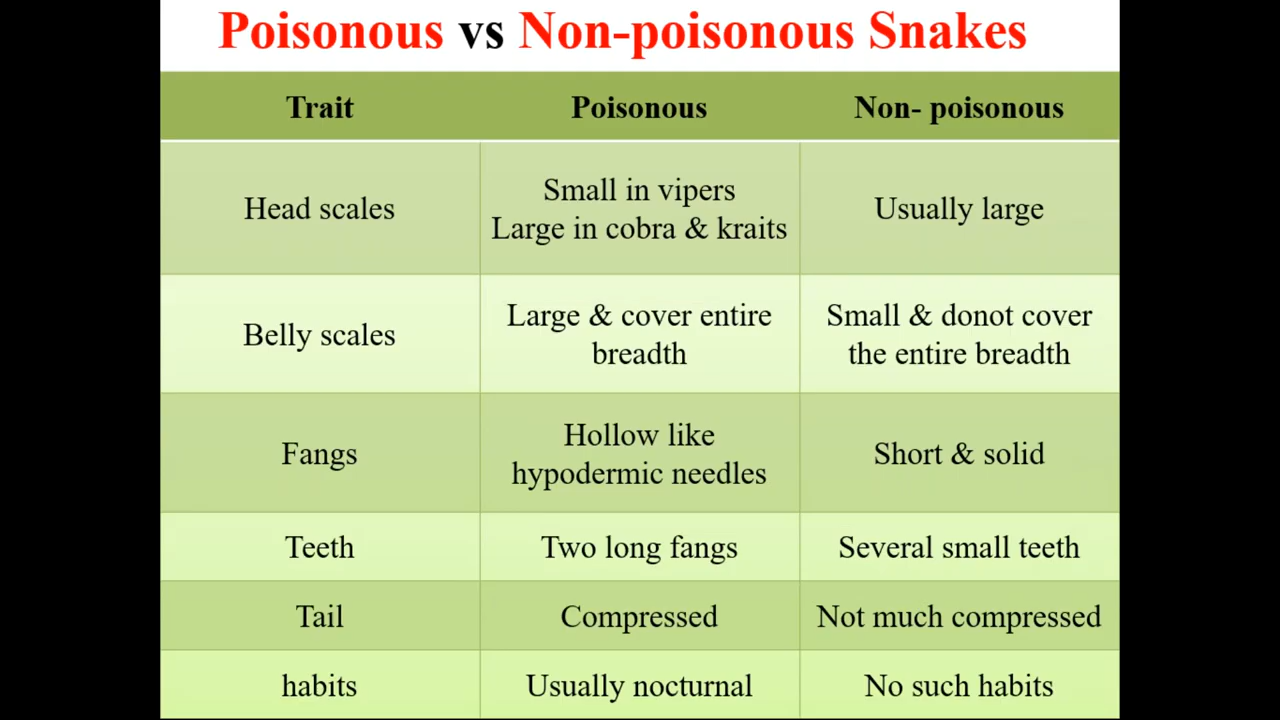 Poisonous vs Non-poisonous Snakes
Trait
Poisonous
Non- poisonous
Head scales
Small in vipers
Large in cobra & kraits
Usually large
Belly scales
Large & cover entire
breadth
Small & donot cover
the entire breadth
Fangs
Hollow like
hypodermic needles
Short & solid
Teeth
Two long fangs
Several small teeth
Tail
Compressed
Not much compressed
habits
Usually nocturnal
No such habits